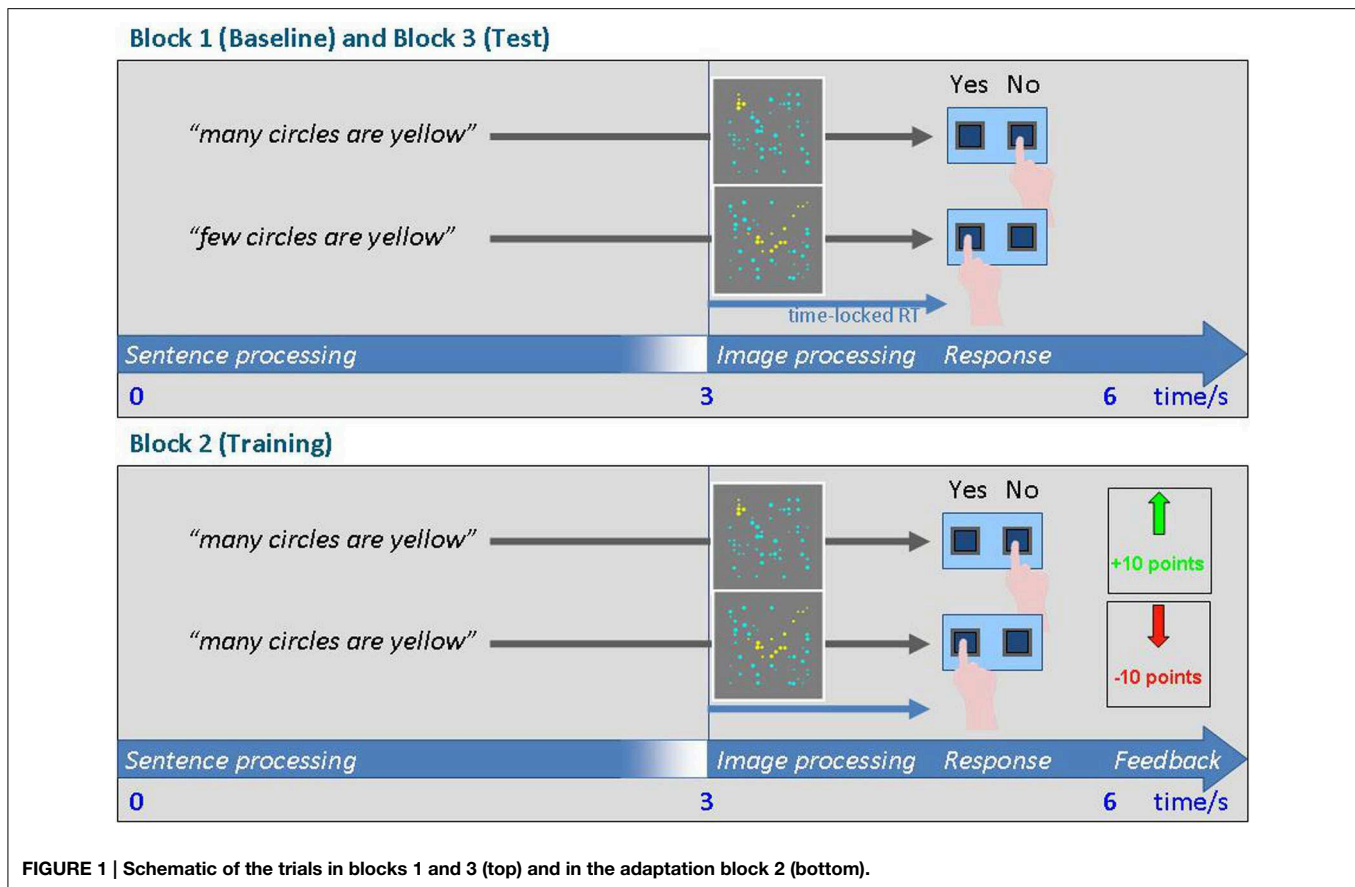 Block 1 (Baseline) and Block 3 (Test)
Yes No
“many circles are yellow”
“few circles are yellow”
time-locked RT
Sentence processing Image processing Response
0 3 6 time/s
Block 2 (Training)
Yes No
“many circles are yellow”
+10 points
“many circles are yellow”
-10 points
Sentence processing Image processing Response Feedback
0 3 6 time/s
FIGURE 1 | Schematic of the trials in blocks 1 and 3 (top) and in the adaptation block 2 (bottom).